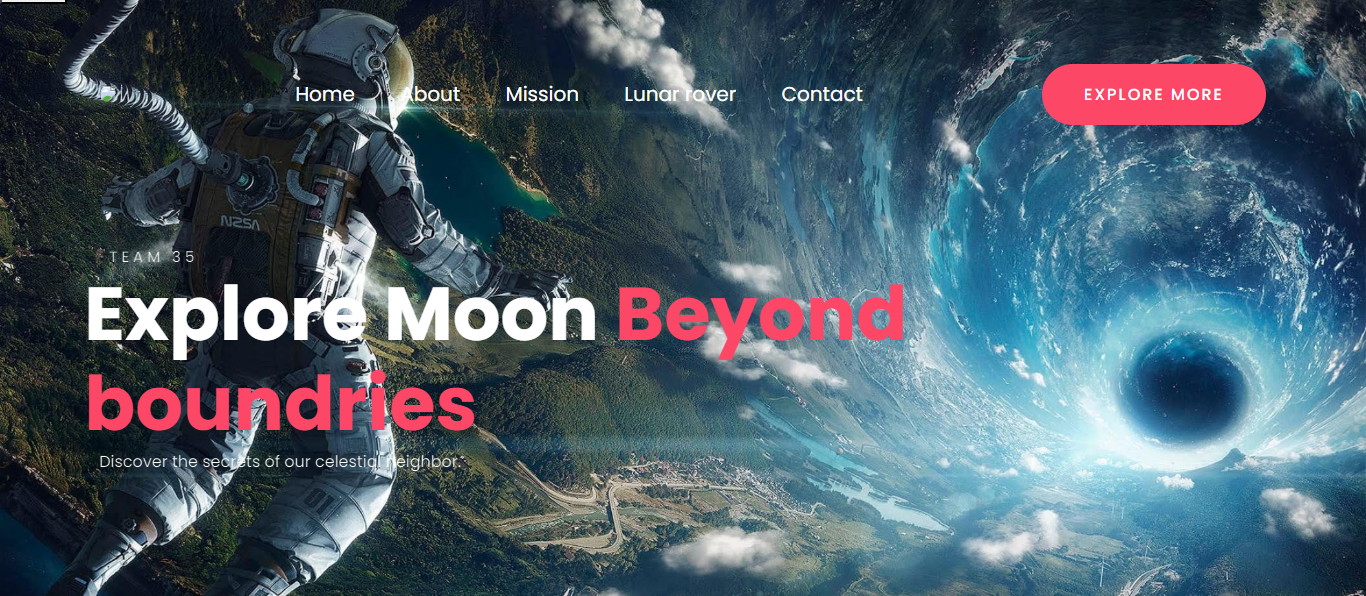 Home About Mission Lunar rover Contact EXPLORE MORE
TEAM 35
Explore Moon Beyond
boundries
Discover the secrets of our celestial neighbor.